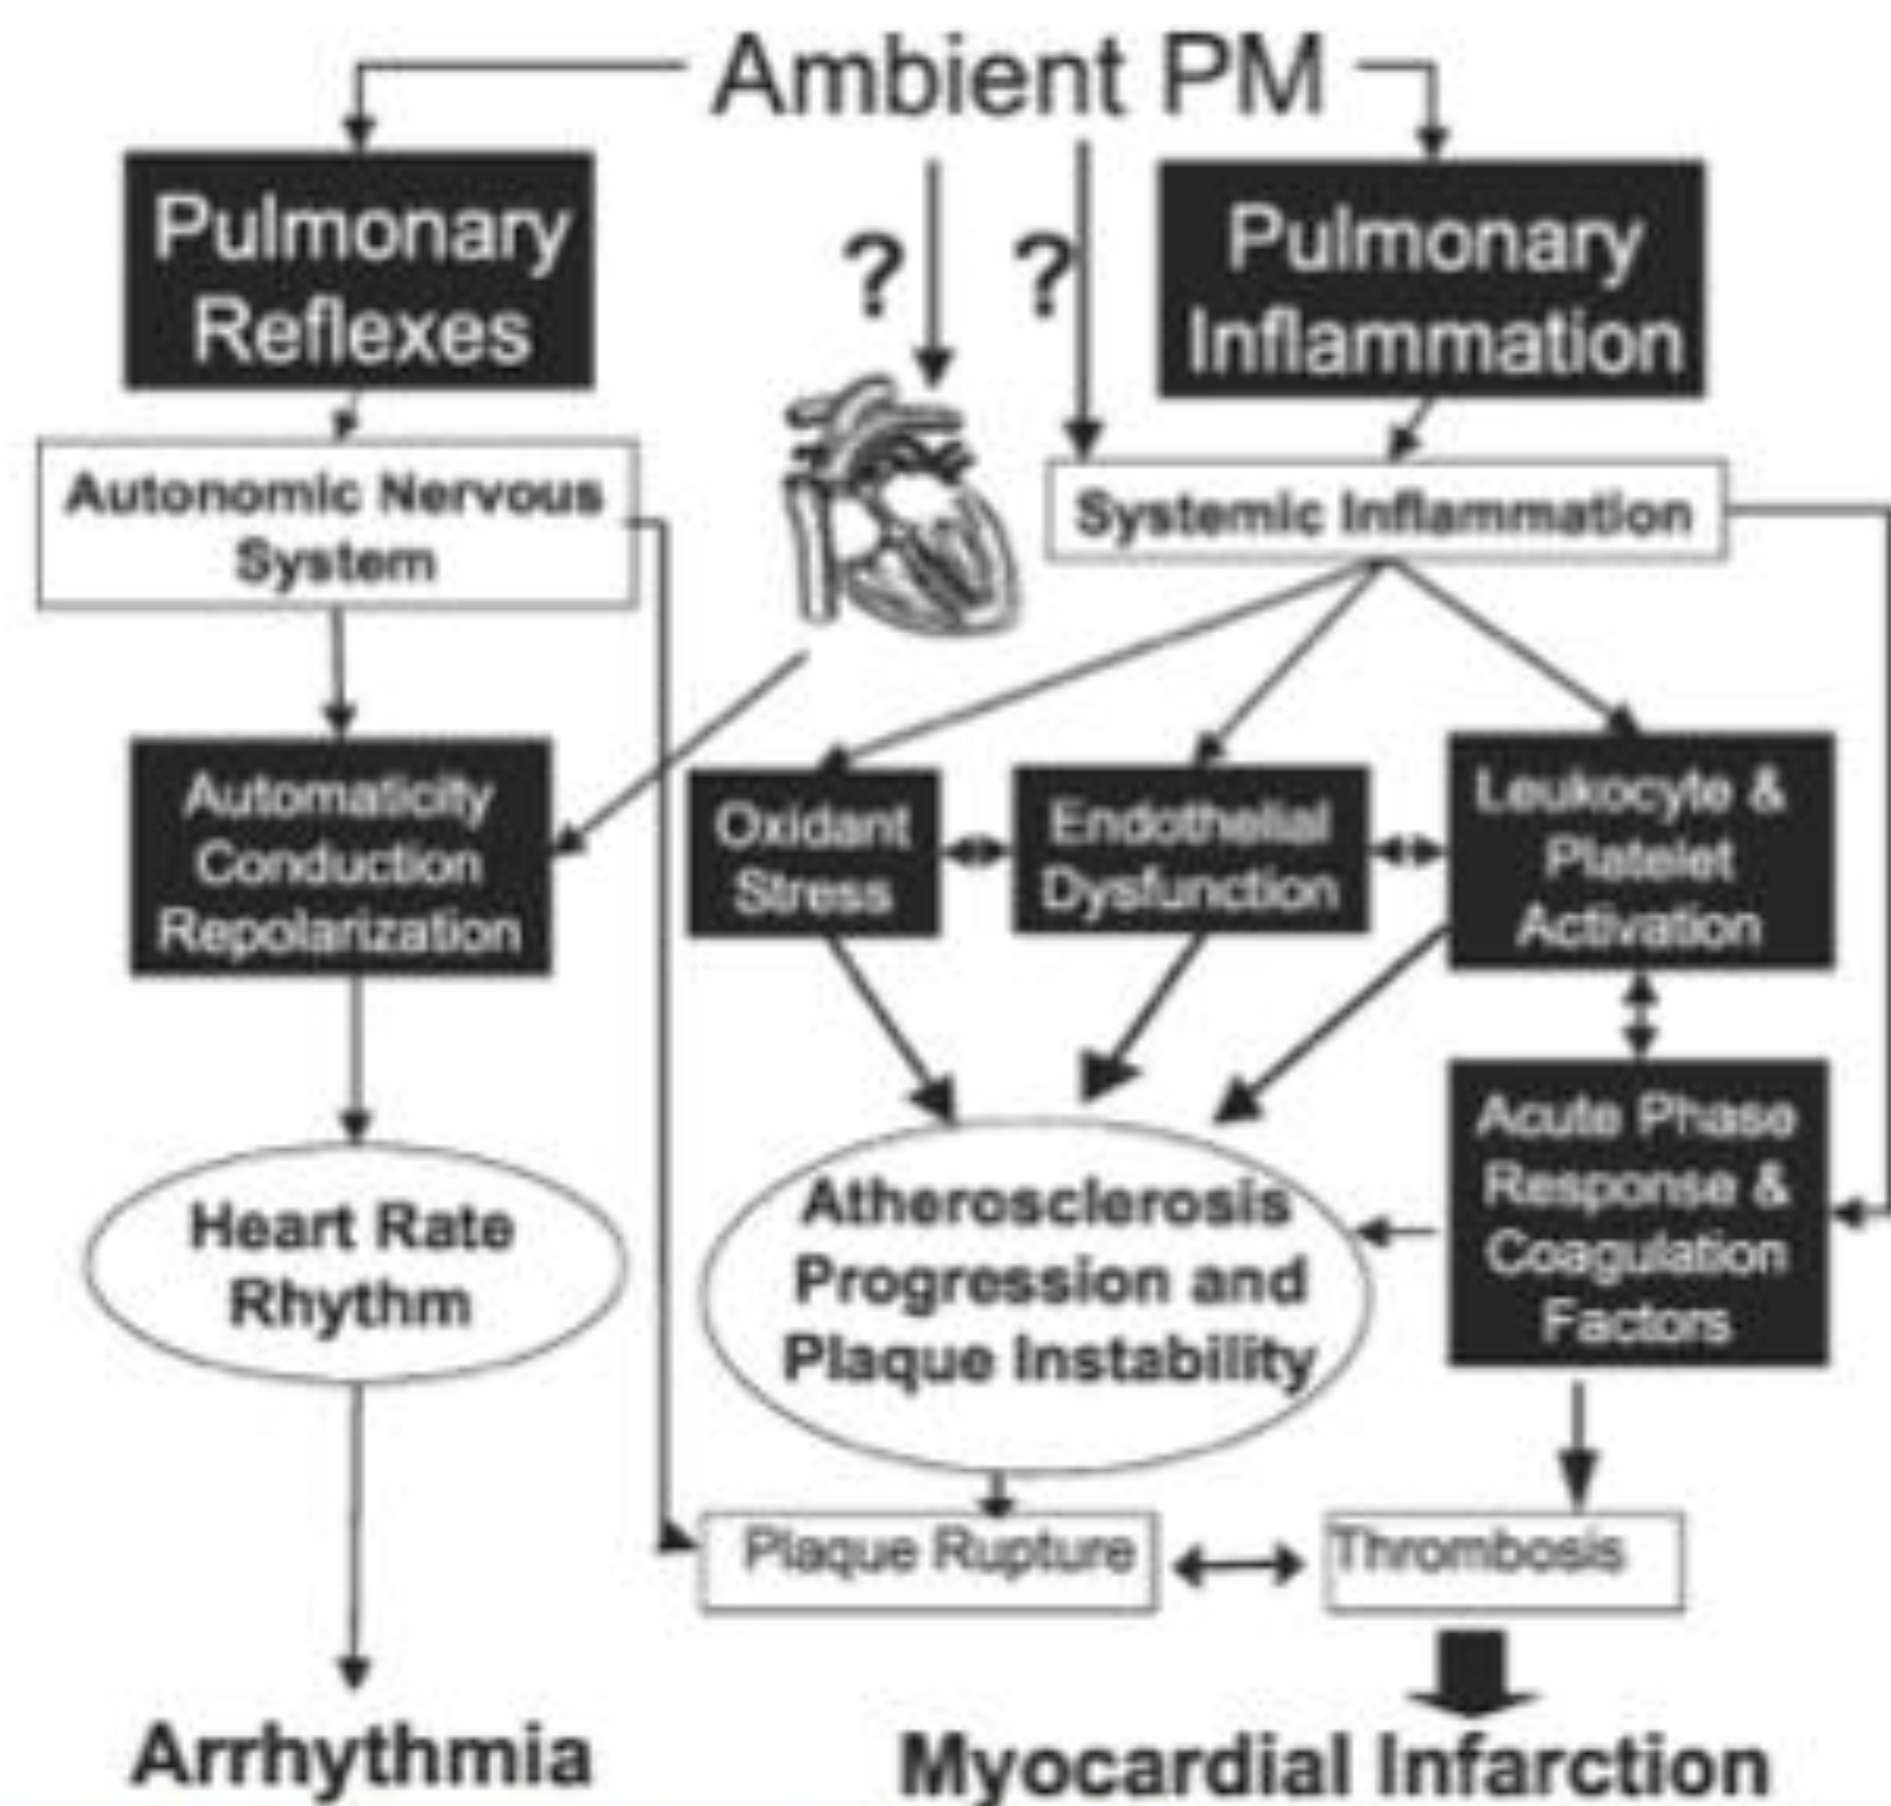 Ambient PM
Pulmonary
Reflexes
?
?
Pulmonary
Inflammation
Autonomic Nervous
System
Systemic Inflammation
Automaticity
Conduction
Repolarization
Oxidant
Stress
Endothelial
Dysfunction
Leukocyte &
Platelet
Activation
Heart Rate
Rhythm
Atherosclerosis
Progression and
Plaque Instability
Acute Phase
Response &
Coagulation
Factors
Plaque Rupture
Thrombosis
Arrhythmia
Myocardial Infarction